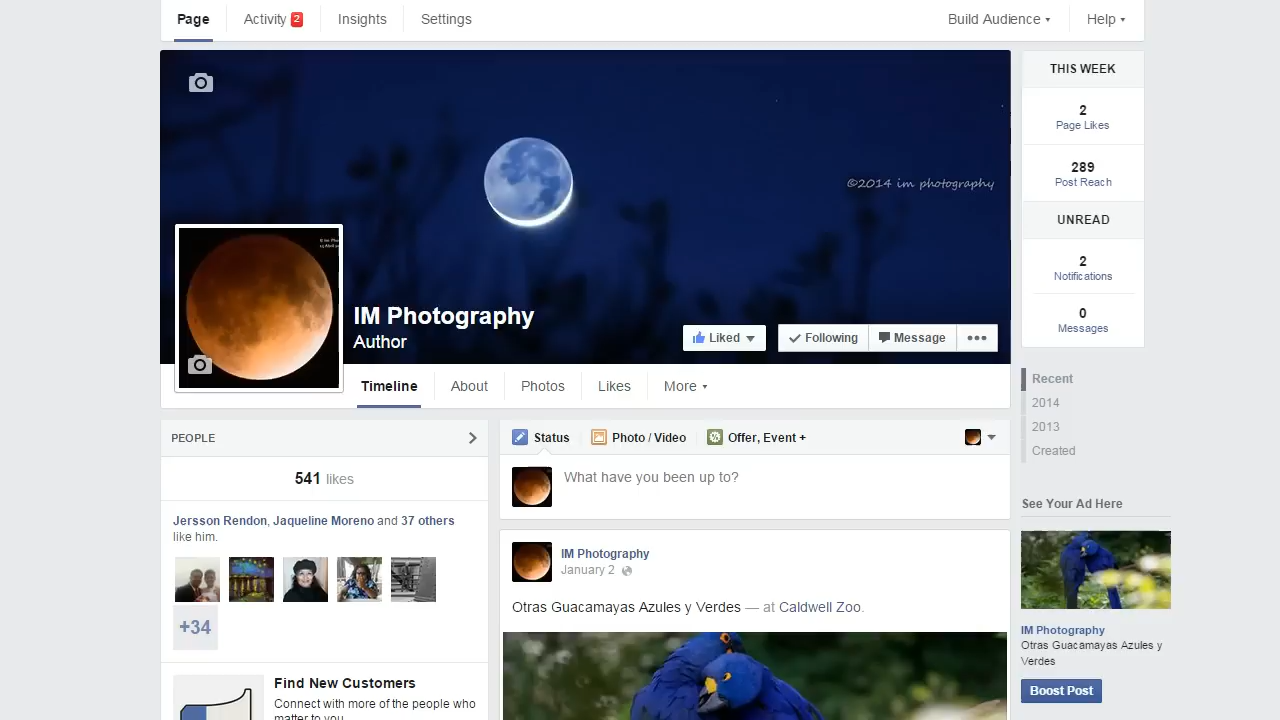 Page
Activity 2
Insights
Settings
Build Audience
Help
THIS WEEK
2
Page Likes
289
Post Reach
UNREAD
2
Notifications
0
Messages
©2014 im photography
IM Photography
Author
Liked
Following
Message
Timeline
About
Photos
Likes
More
Recent
2014
2013
Created
PEOPLE
541 likes
Jersson Rendon, Jaqueline Moreno and 37 others
like him.
+34
Find New Customers
Connect with more of the people who
matter to you
Status
Photo / Video
Offer, Event +
What have you been up to?
IM Photography
January 2
Otras Guacamayas Azules y Verdes — at Caldwell Zoo.
See Your Ad Here
IM Photography
Otras Guacamayas Azules y
Verdes
Boost Post